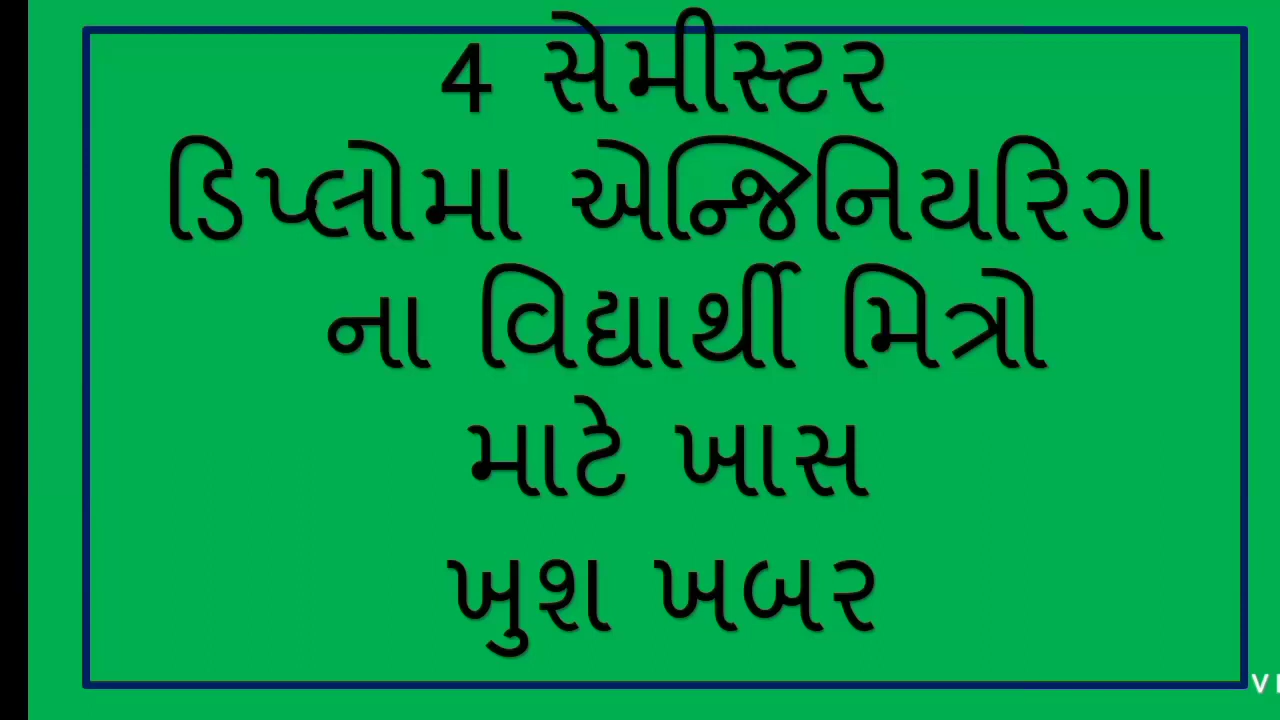 4 સેમીસ્ટર
ડિપ્લોમા એન્જિનિયરિગ
ના વિદ્યાર્થી મિત્રો
માટે ખાસ
ખુશ ખબર